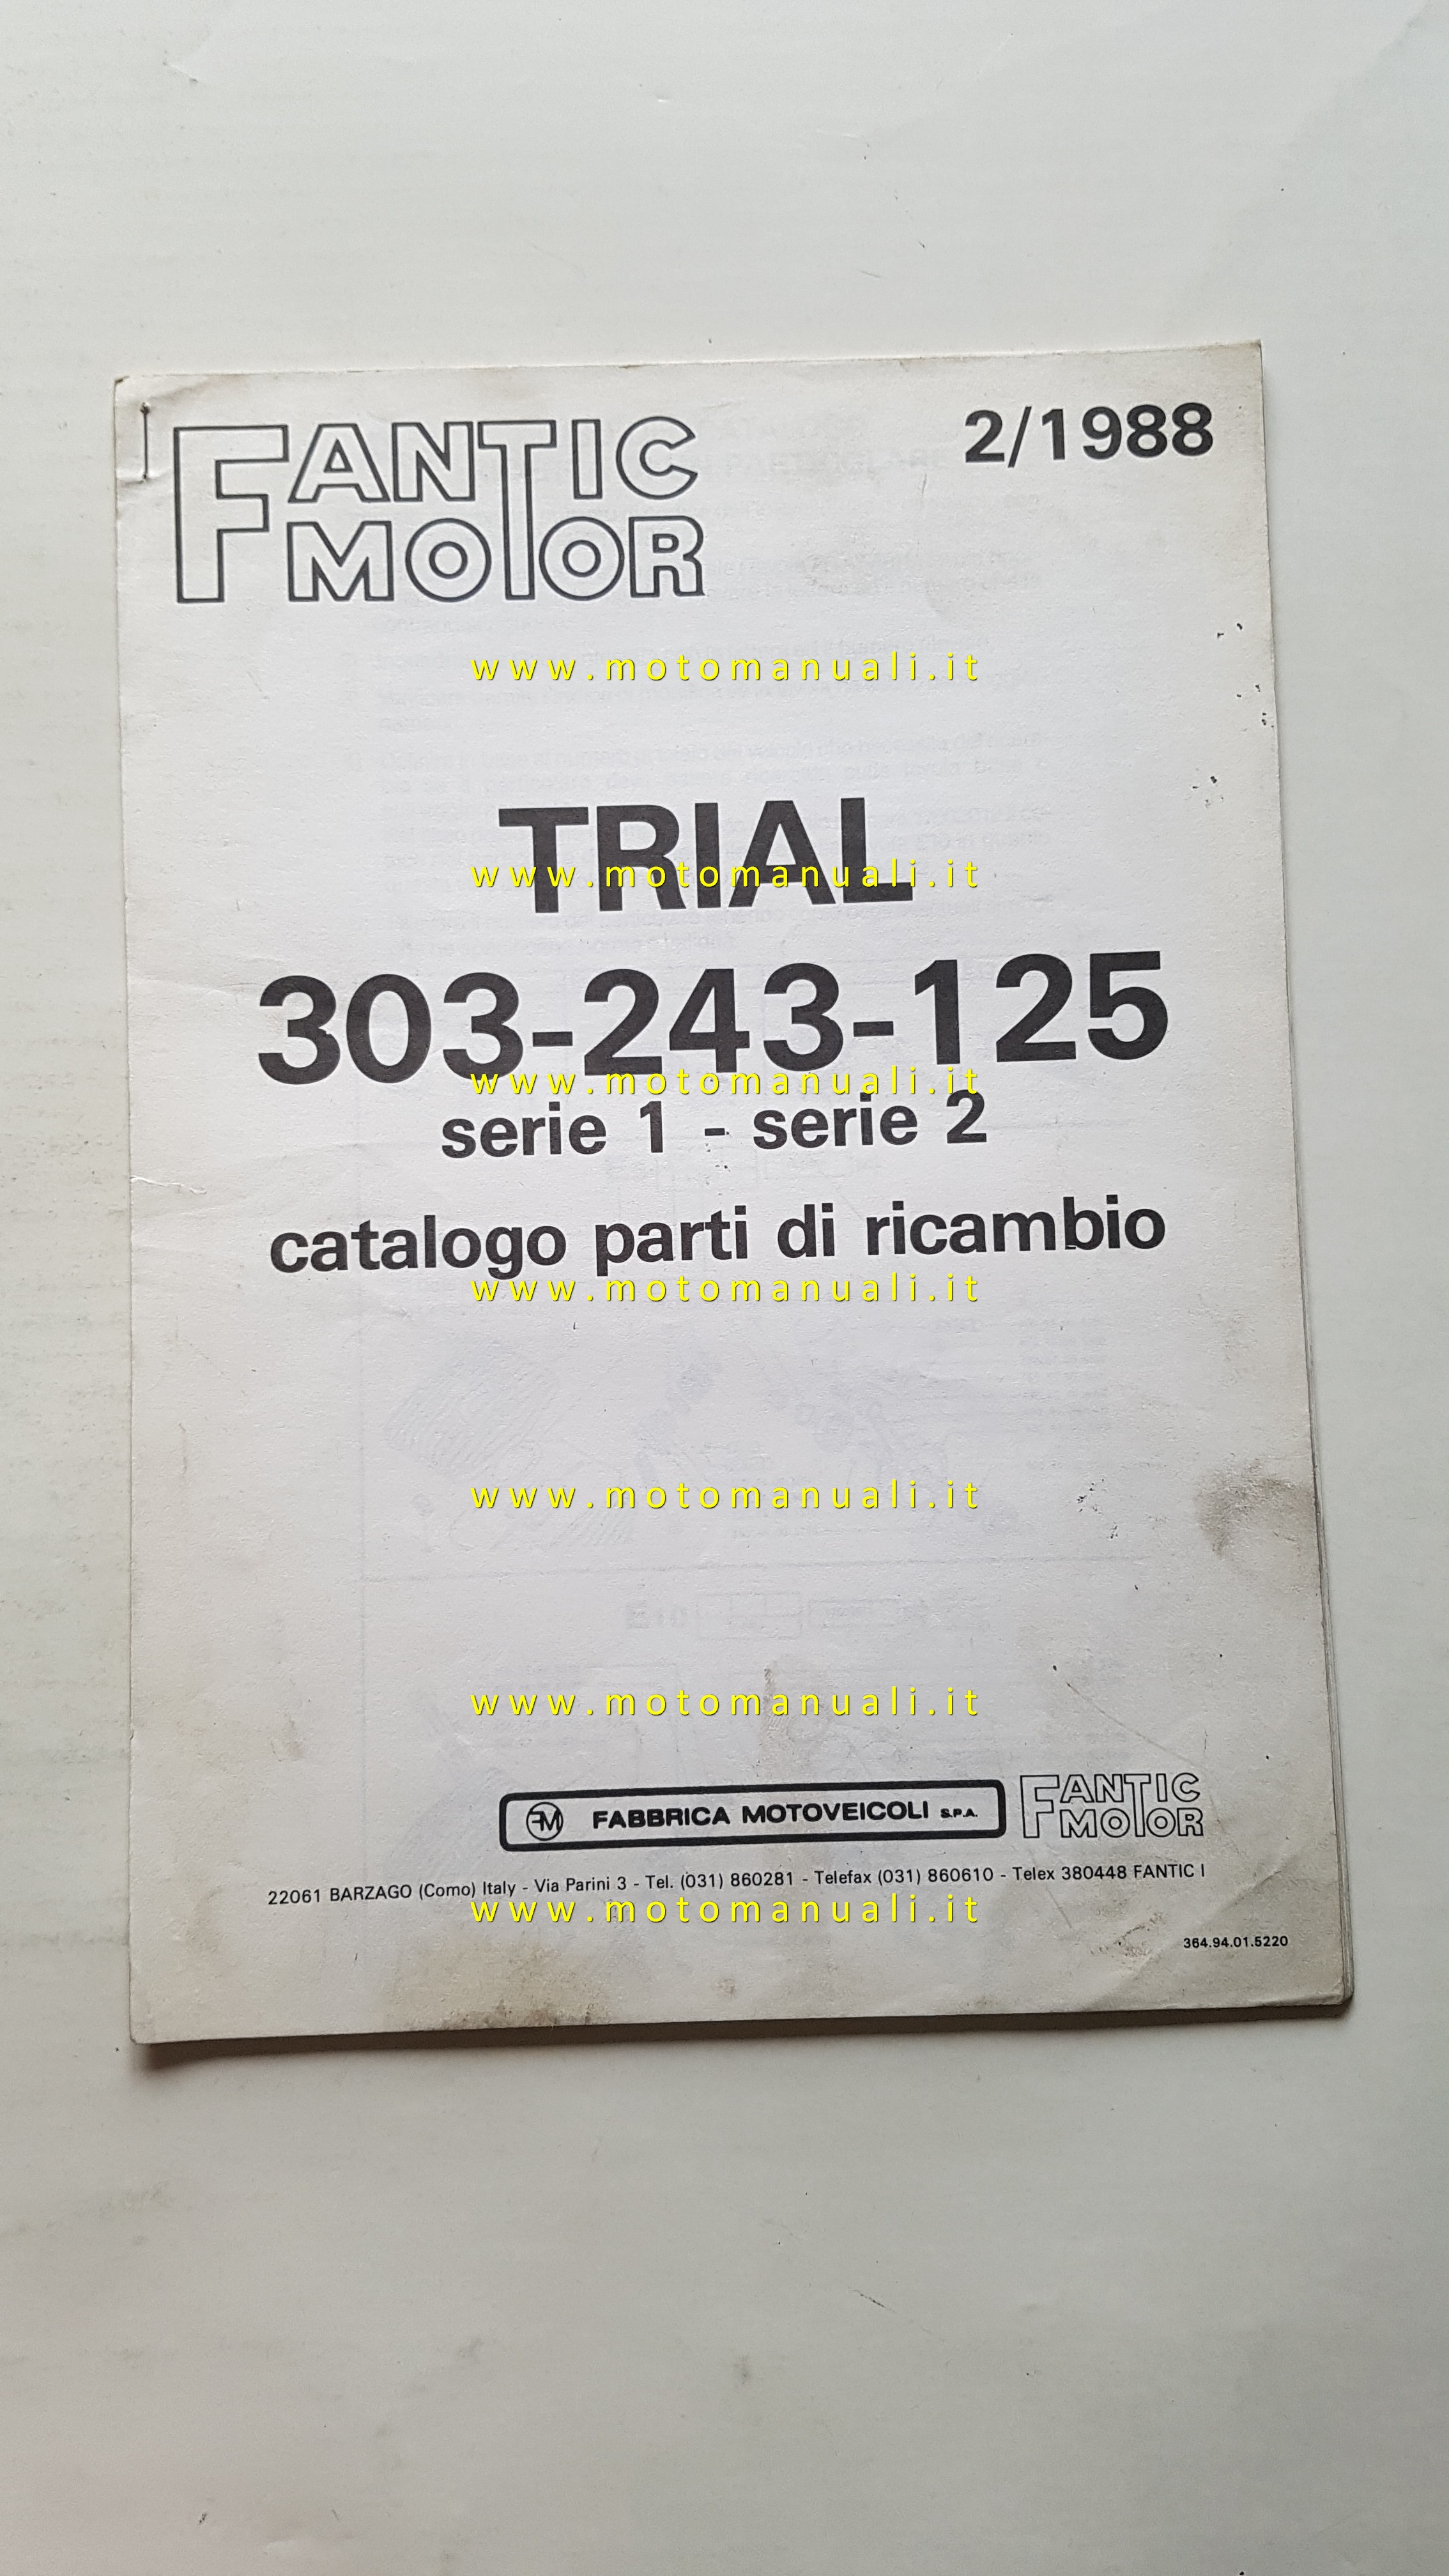 FANTIC MOTOR 2/1988
www.motomanuali.it
TRIAL
www.motomanuali.it
303-243-125
www.motomanuali.it
serie 1 - serie 2
catalogo parti di ricambio
www.motomanuali.it
www.motomanuali.it
www.motomanuali.it
FM FABBRICA MOTOVEICOLI S.P.A. FANTIC MOTOR
22061 BARZAGO (Como) Italy - Via Parini 3 - Tel. (031) 860281 - Telefax (031) 860610 - Telex 380448 FANTIC I
www.motomanuali.it
364.94.01.5220